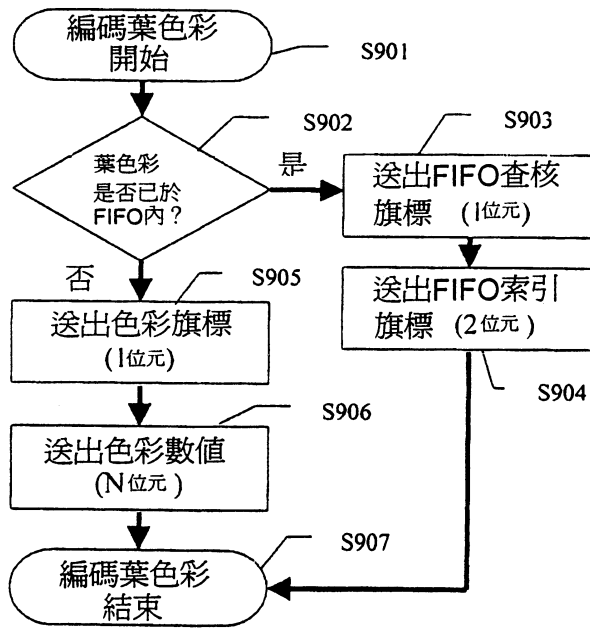 編碼葉色彩
開始
S901
S902
葉色彩
是否已於
FIFO內？
是
S903
送出FIFO查核
旗標 (1位元)
送出FIFO索引
旗標 (2位元)
S904
否
S905
送出色彩旗標
(1位元)
S906
送出色彩數值
(N位元)
S907
編碼葉色彩
結束